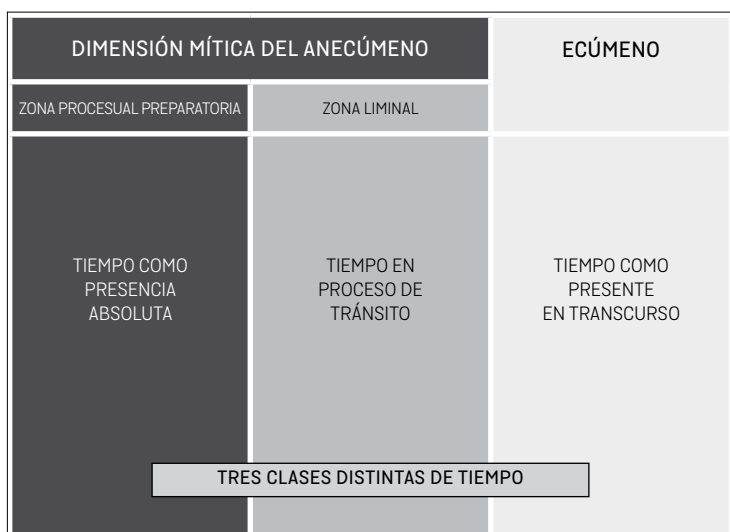 DIMENSIÓN MÍTICA DEL ANECÚMENO
ECÚMENO
ZONA PROCESUAL PREPARATORIA
ZONA LIMINAL
TIEMPO COMO
PRESENCIA
ABSOLUTA
TIEMPO EN
PROCESO DE
TRÁNSITO
TIEMPO COMO
PRESENTE
EN TRANSCURSO
TRES CLASES DISTINTAS DE TIEMPO